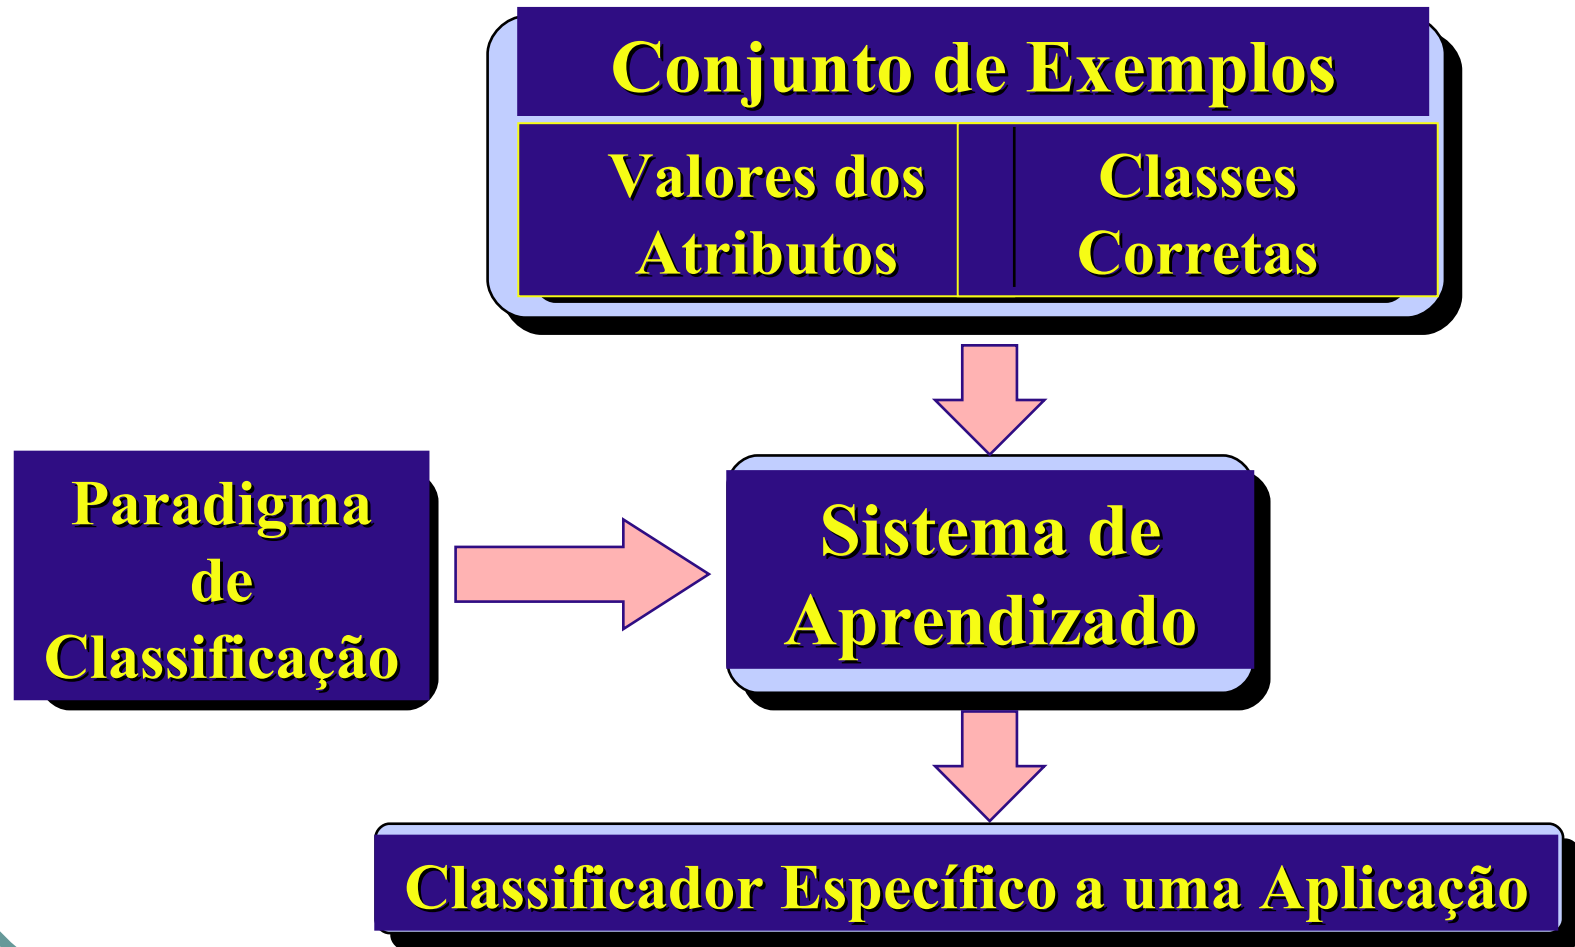 Conjunto de Exemplos
Valores dos
Atributos
Classes
Corretas
Paradigma
de
Classificação
Sistema de
Aprendizado
Classificador Específico a uma Aplicação